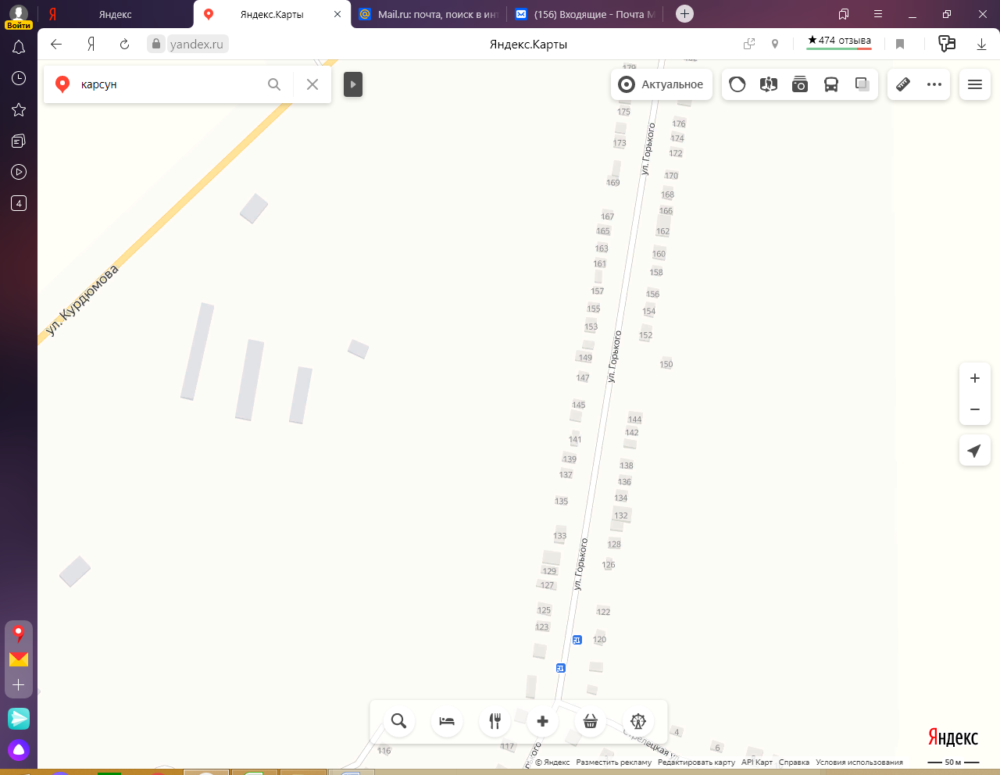 Яндекс
Яндекс.Карты
Mail.ru: почта, поиск в инт
(156) Входящие - Почта M
Войти
Я
yandex.ru
Яндекс.Карты
★474 отзыва
4
карсун
Актуальное
179
175
173
169
167
165
163
161
157
155
153
149
147
145
141
139
137
135
133
129
127
125
123
117
116
176
174
172
170
168
166
162
160
158
156
154
152
150
144
142
138
136
134
132
128
126
122
120
4
6
ул. Горького
ул. Горького
ул. Горького
ул. Курдюмова
Яндекс
© Яндекс Разместить рекламу Редактировать карту API Карт Справка Условия использования
50 м